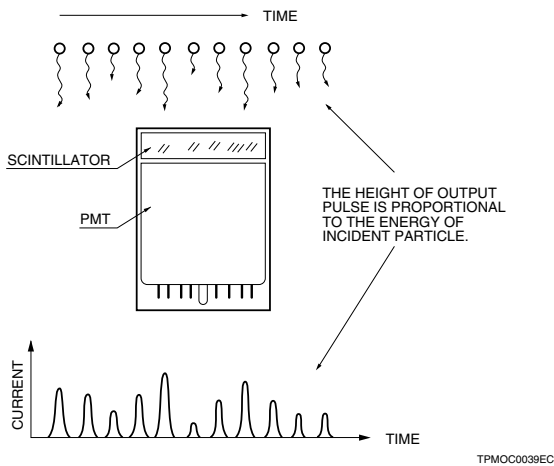 TIME
SCINTILLATOR
PMT
THE HEIGHT OF OUTPUT
PULSE IS PROPORTIONAL
TO THE ENERGY OF
INCIDENT PARTICLE.
CURRENT
TIME
TPMOC0039EC